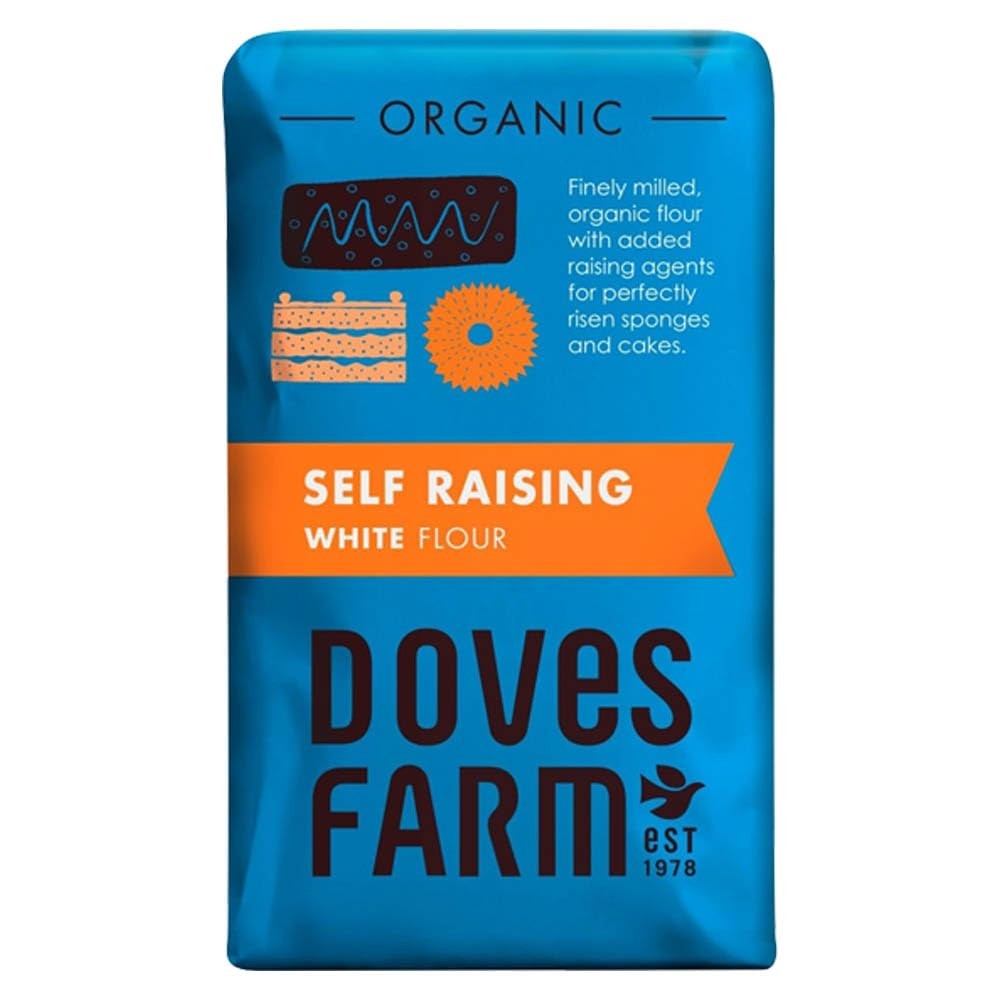 ORGANIC
Finely milled,
organic flour
with added
raising agents
for perfectly
risen sponges
and cakes.
SELF RAISING
WHITE FLOUR
DOVES
FARM
EST
1978